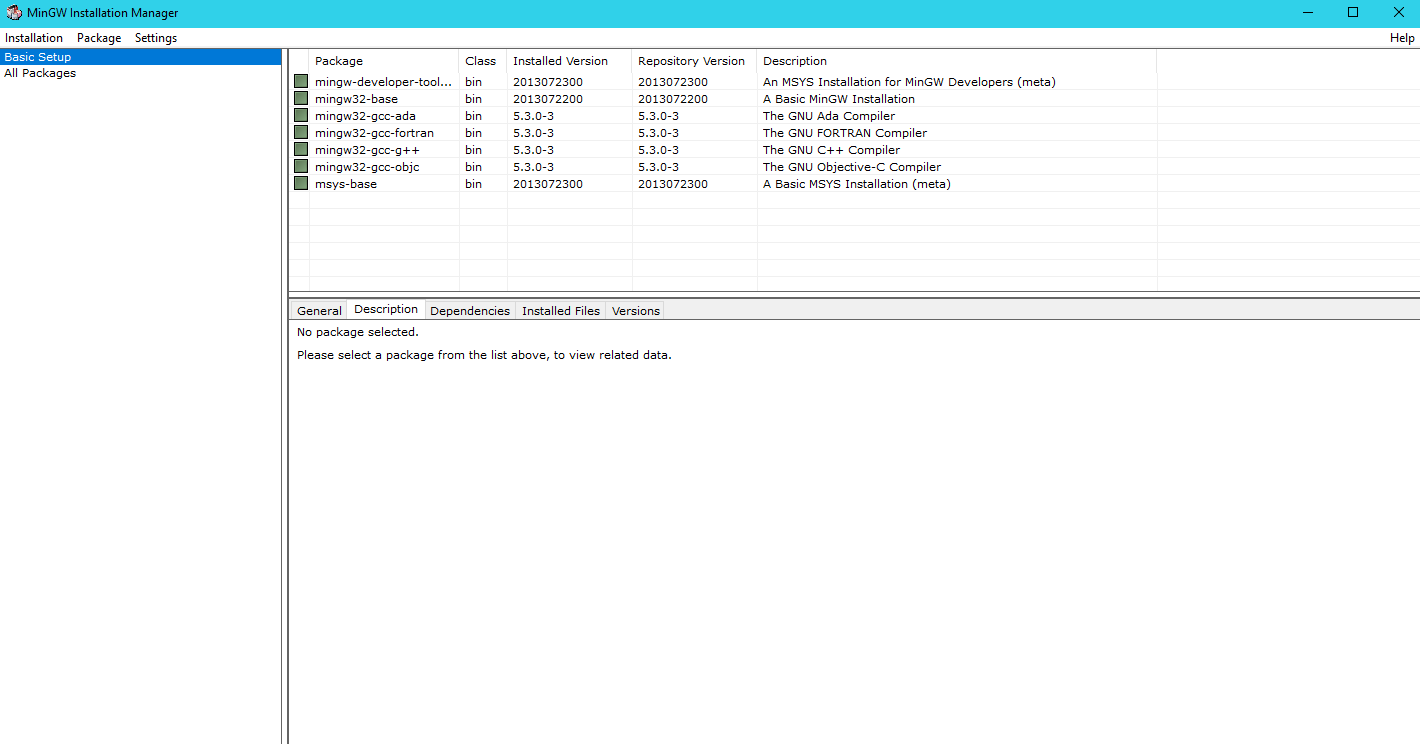 MinGW Installation Manager
Installation Package Settings Help
Basic Setup
All Packages
Package Class Installed Version Repository Version Description
mingw-developer-tool... bin 2013072300 2013072300 An MSYS Installation for MinGW Developers (meta)
mingw32-base bin 2013072200 2013072200 A Basic MinGW Installation
mingw32-gcc-ada bin 5.3.0-3 5.3.0-3 The GNU Ada Compiler
mingw32-gcc-fortran bin 5.3.0-3 5.3.0-3 The GNU FORTRAN Compiler
mingw32-gcc-g++ bin 5.3.0-3 5.3.0-3 The GNU C++ Compiler
mingw32-gcc-objc bin 5.3.0-3 5.3.0-3 The GNU Objective-C Compiler
msys-base bin 2013072300 2013072300 A Basic MSYS Installation (meta)
General Description Dependencies Installed Files Versions
No package selected.
Please select a package from the list above, to view related data.